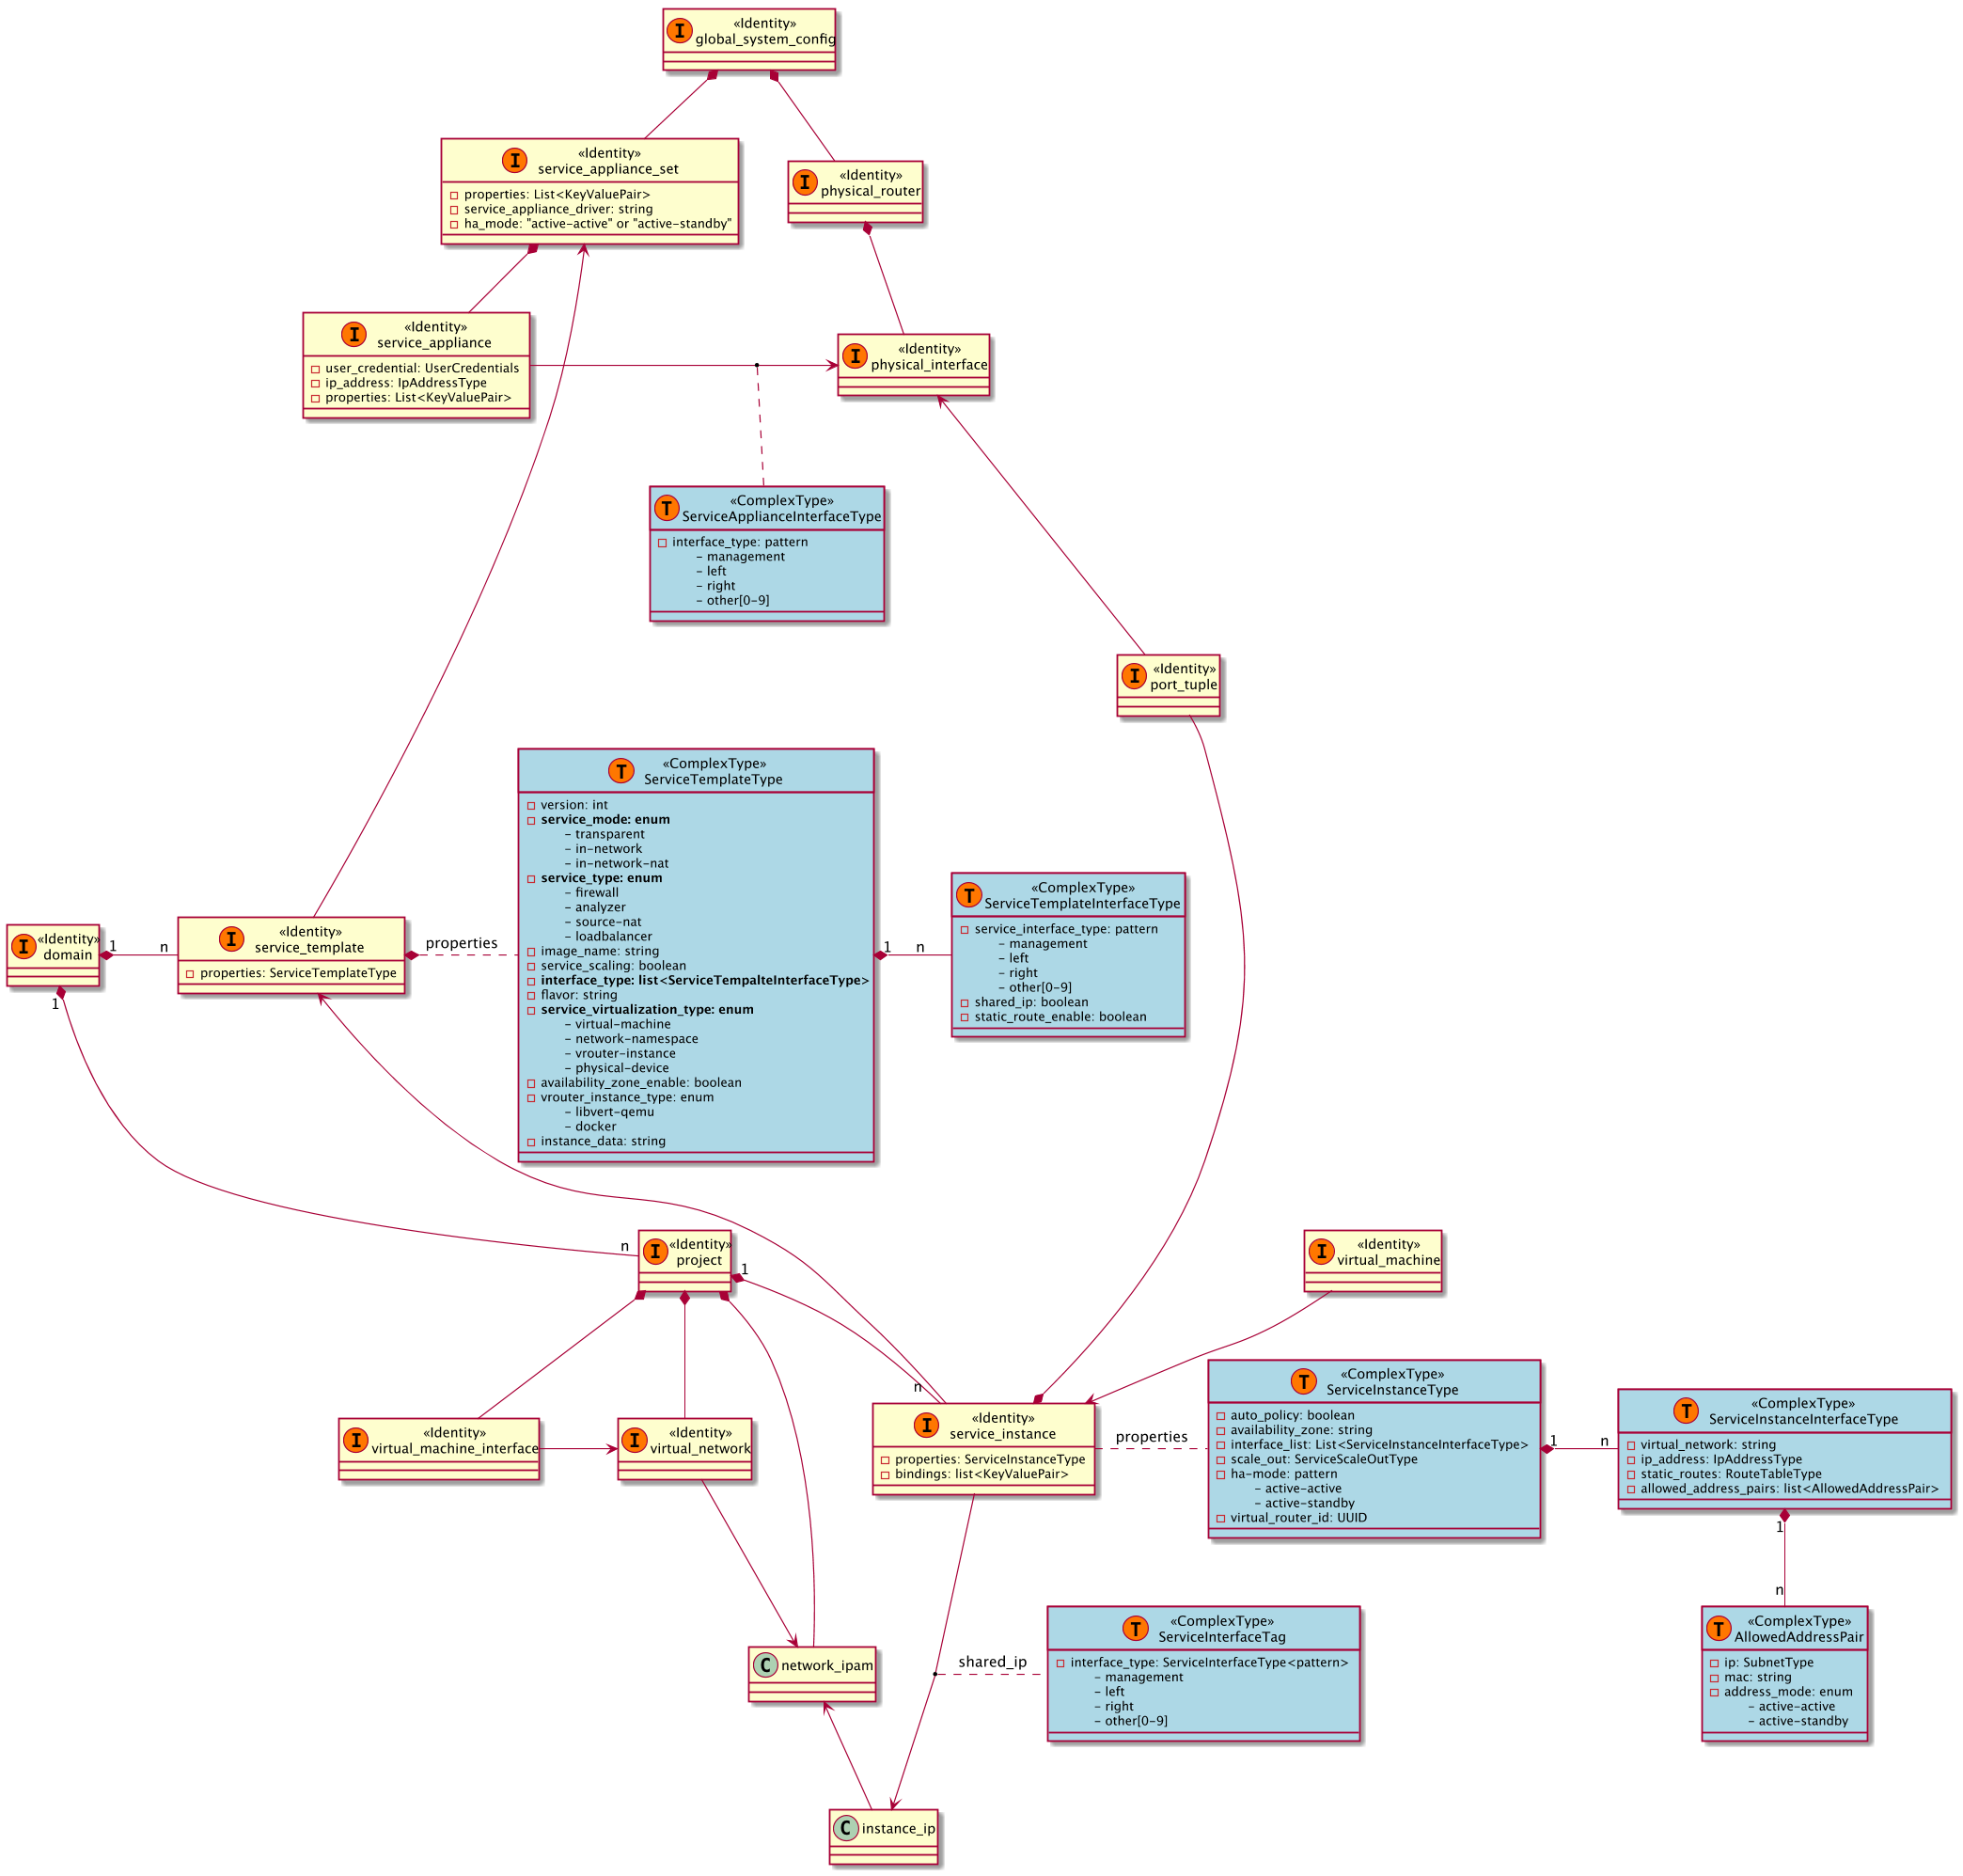 I
«Identity»
global_system_config
I
«Identity»
service_appliance_set
properties: List<KeyValuePair>
service_appliance_driver: string
ha_mode: "active-active" or "active-standby"
I
«Identity»
physical_router
I
«Identity»
service_appliance
user_credential: UserCredentials
ip_address: IpAddressType
properties: List<KeyValuePair>
I
«Identity»
physical_interface
T
«ComplexType»
ServiceApplianceInterfaceType
interface_type: pattern
- management
- left
- right
- other[0-9]
I
«Identity»
port_tuple
T
«ComplexType»
ServiceTemplateType
version: int
service_mode: enum
- transparent
- in-network
- in-network-nat
service_type: enum
- firewall
- analyzer
- source-nat
- loadbalancer
image_name: string
service_scaling: boolean
interface_type: list<ServiceTempalteInterfaceType>
flavor: string
service_virtualization_type: enum
- virtual-machine
- network-namespace
- vrouter-instance
- physical-device
availability_zone_enable: boolean
vrouter_instance_type: enum
- libvert-qemu
- docker
instance_data: string
1
n
T
«ComplexType»
ServiceTemplateInterfaceType
service_interface_type: pattern
- management
- left
- right
- other[0-9]
shared_ip: boolean
static_route_enable: boolean
I
«Identity»
domain
1
n
1
I
«Identity»
service_template
properties: ServiceTemplateType
properties
n
I
«Identity»
project
1
n
I
«Identity»
virtual_machine
I
«Identity»
virtual_machine_interface
I
«Identity»
virtual_network
I
«Identity»
service_instance
properties: ServiceInstanceType
bindings: list<KeyValuePair>
properties
T
«ComplexType»
ServiceInstanceType
auto_policy: boolean
availability_zone: string
interface_list: List<ServiceInstanceInterfaceType>
scale_out: ServiceScaleOutType
ha-mode: pattern
- active-active
- active-standby
virtual_router_id: UUID
1
n
T
«ComplexType»
ServiceInstanceInterfaceType
virtual_network: string
ip_address: IpAddressType
static_routes: RouteTableType
allowed_address_pairs: list<AllowedAddressPair>
1
n
C
network_ipam
shared_ip
T
«ComplexType»
ServiceInterfaceTag
interface_type: ServiceInterfaceType<pattern>
- management
- left
- right
- other[0-9]
T
«ComplexType»
AllowedAddressPair
ip: SubnetType
mac: string
address_mode: enum
- active-active
- active-standby
C
instance_ip